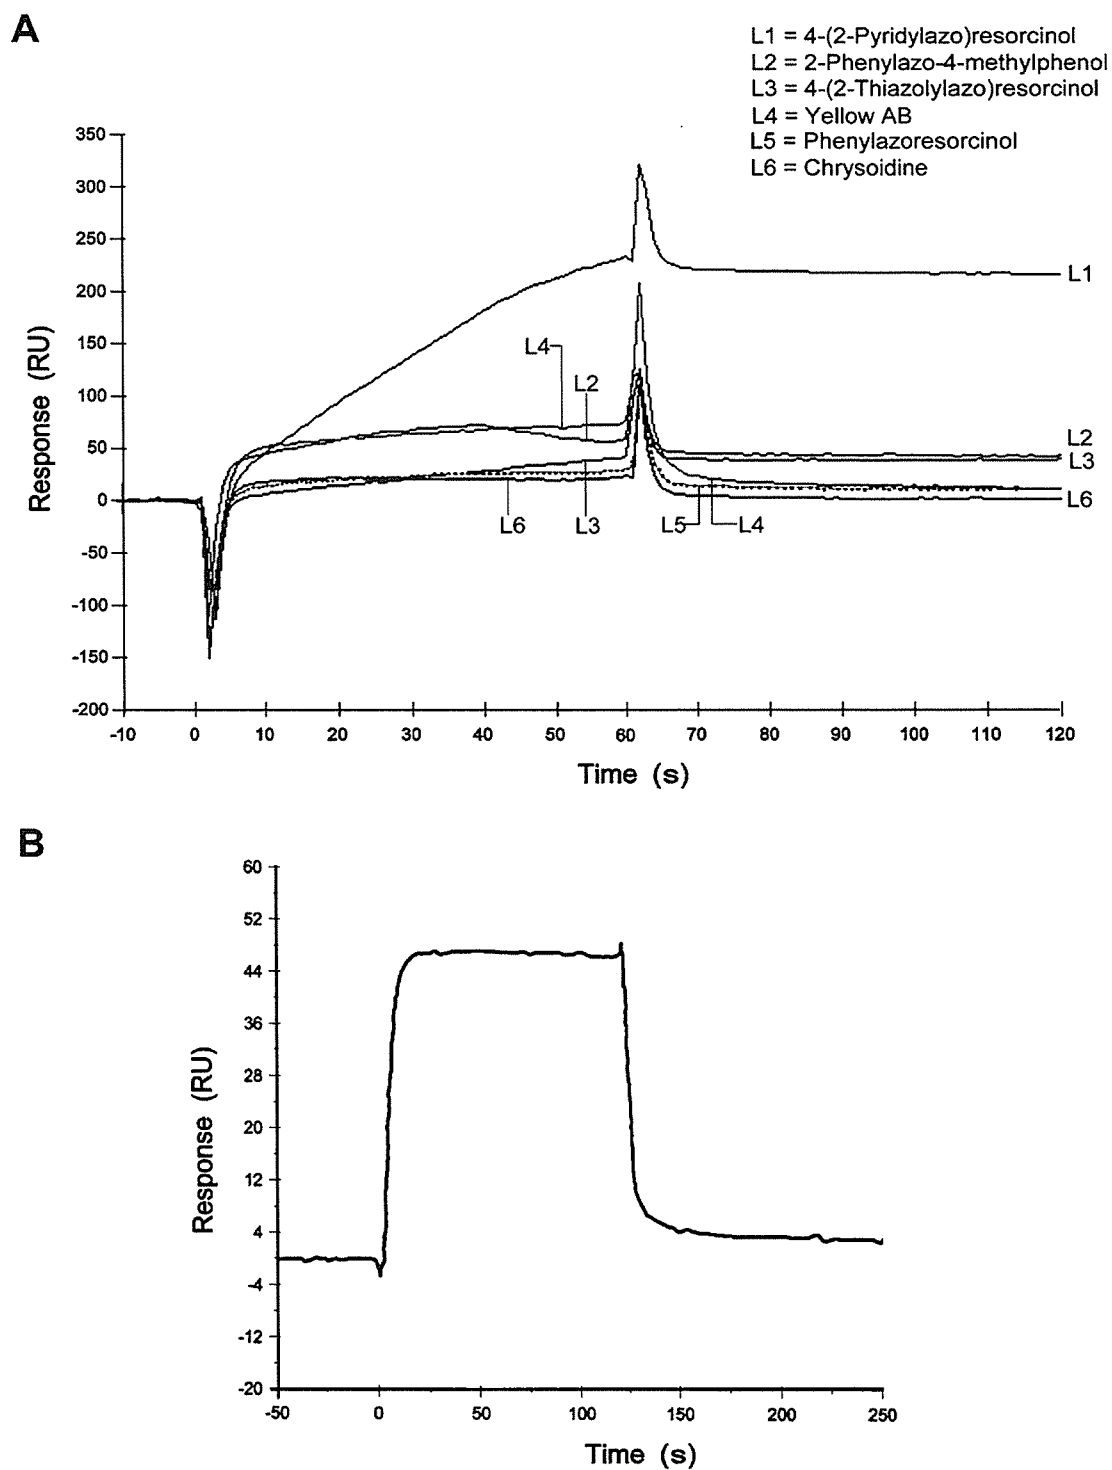 A
L1 = 4-(2-Pyridylazo)resorcinol
L2 = 2-Phenylazo-4-methylphenol
L3 = 4-(2-Thiazolylazo)resorcinol
L4 = Yellow AB
L5 = Phenylazoresorcinol
L6 = Chrysoidine
350
300
250
200
150
100
50
0
-50
-100
-150
-200
Response (RU)
L1
L4
L2
L2
L3
L6
L6
L3
L5
L4
-10 0 10 20 30 40 50 60 70 80 90 100 110 120
Time (s)
B
60
52
44
36
28
20
12
4
-4
-12
-20
Response (RU)
-50 0 50 100 150 200 250
Time (s)